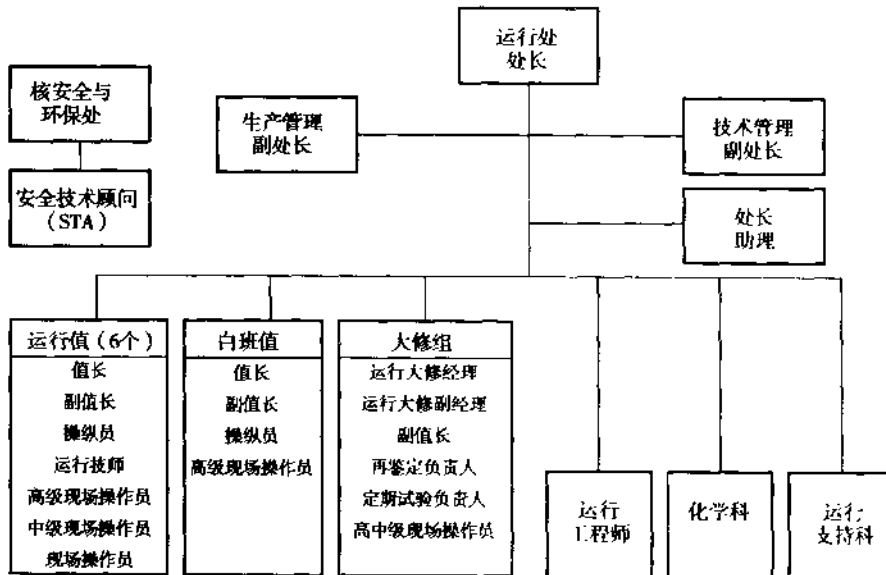 运行处
处长
核安全与
环保处
生产管理
副处长
技术管理
副处长
安全技术顾问
（STA）
处长
助理
运行值（6个）
值长
副值长
操纵员
运行技师
高级现场操作员
中级现场操作员
现场操作员
白班值
值长
副值长
操纵员
高级现场操作员
大修组
运行大修经理
运行大修副经理
副值长
再鉴定负责人
定期试验负责人
高中级现场操作员
运行
工程师
化学科
运行
支持科